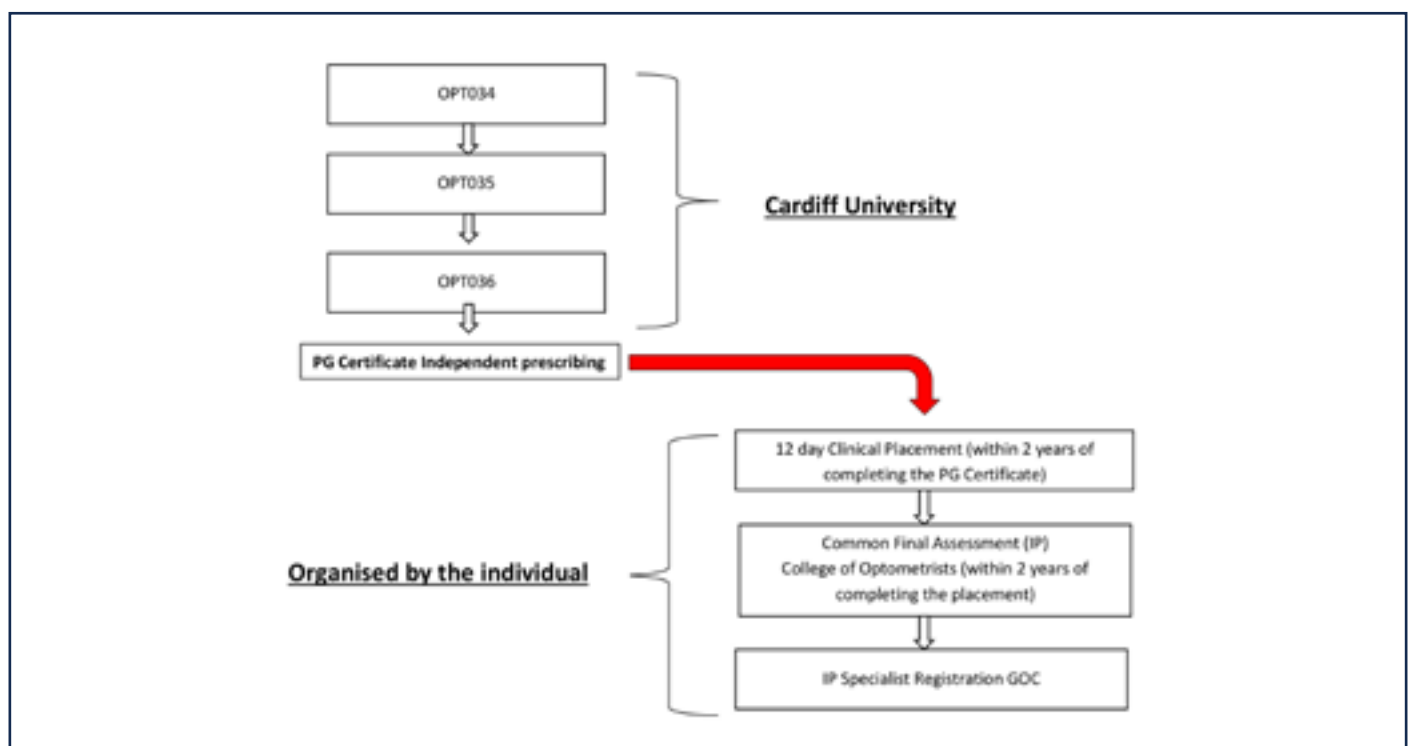 OPT034
OPT035
OPT036
Cardiff University
PG Certificate Independent prescribing
12 day Clinical Placement (within 2 years of
completing the PG Certificate)
Common Final Assessment (IP)
College of Optometrists (within 2 years of
completing the placement)
Organised by the individual
IP Specialist Registration GOC